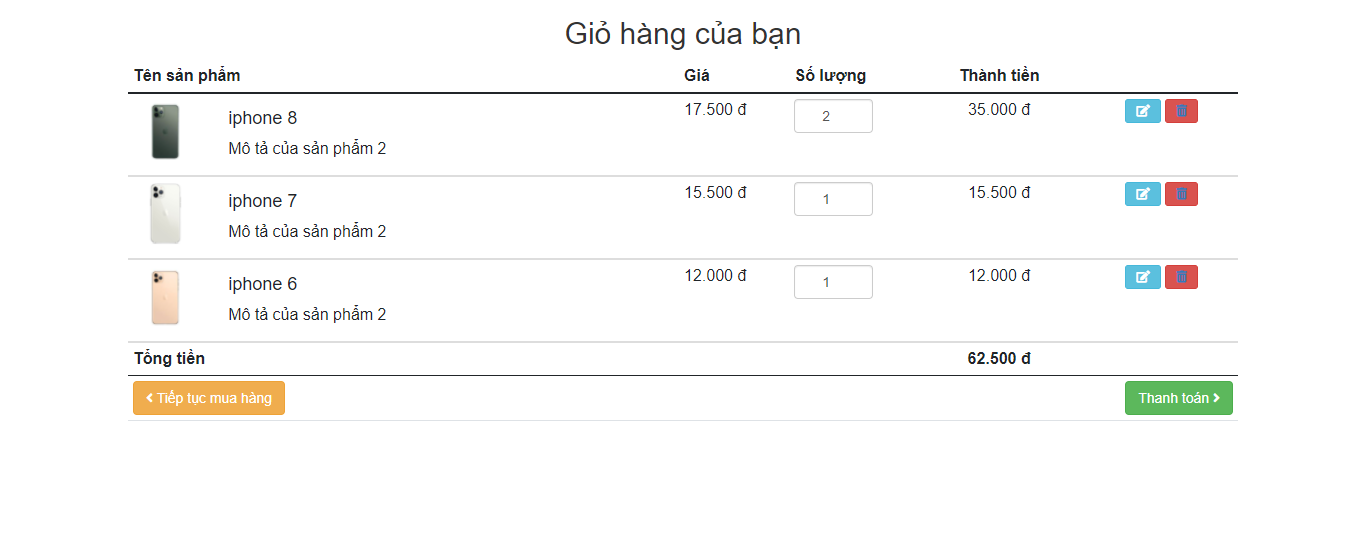 Giỏ hàng của bạn
Tên sản phẩm Giá Số lượng Thành tiền
iphone 8 17.500 đ 2 35.000 đ
Mô tả của sản phẩm 2
iphone 7 15.500 đ 1 15.500 đ
Mô tả của sản phẩm 2
iphone 6 12.000 đ 1 12.000 đ
Mô tả của sản phẩm 2
Tổng tiền 62.500 đ
Tiếp tục mua hàng Thanh toán